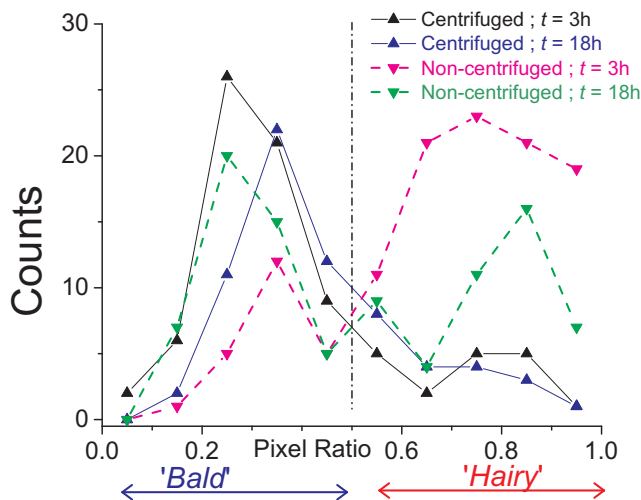 Centrifuged ; t = 3h
Centrifuged ; t = 18h
Non-centrifuged ; t = 3h
Non-centrifuged ; t = 18h
30
20
10
0
Counts
0.0 0.2 Pixel Ratio 0.6 0.8 1.0
'Bald' 'Hairy'